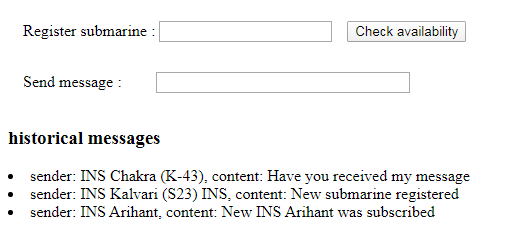 Register submarine : Check availability
Send message :
historical messages
• sender: INS Chakra (K-43), content: Have you received my message
• sender: INS Kalvari (S23) INS, content: New submarine registered
• sender: INS Arihant, content: New INS Arihant was subscribed